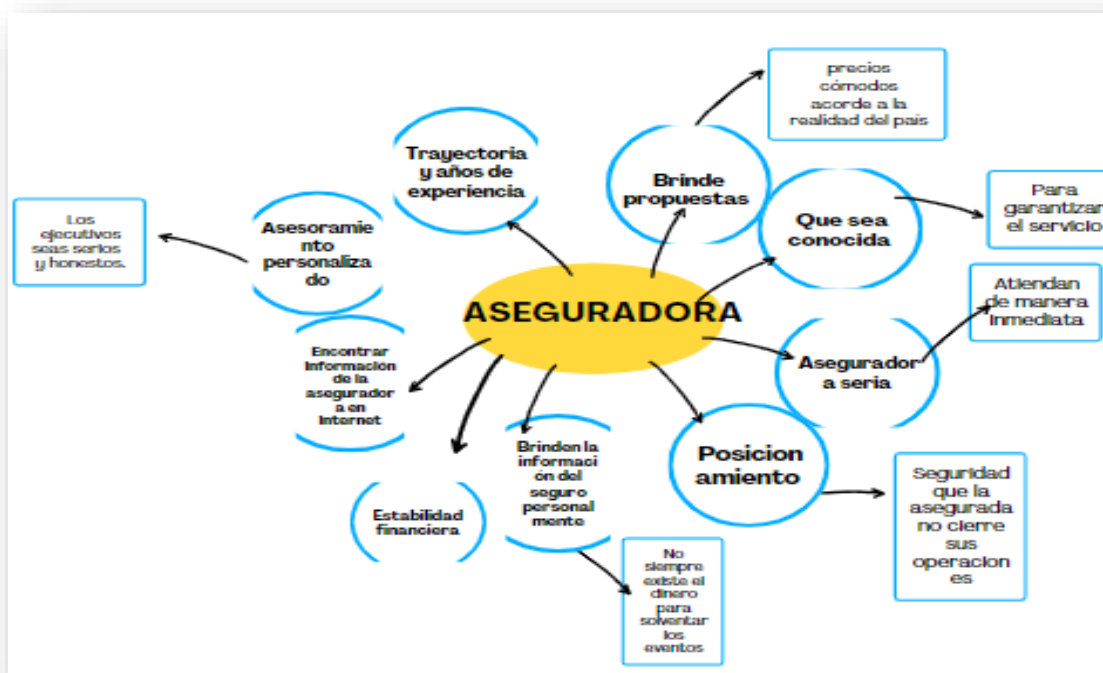 precios
cómodos
acorde a la
realidad del país
Trayectoria
y años de
experiencia
Brinde
propuestas
Para
garantizar
el servicio
Que sea
conocida
Los
ejecutivos
seas serios
y honestos.
Asesoramie
nto
personaliza
do
ASEGURADORA
Atiendan
de manera
inmediata
Encontrar
información
de la
asegurador
a en
internet
Asegurador
a seria
Brinden la
informaci
ón del
seguro
personal
mente
Posicion
amiento
Estabilidad
financiera
Seguridad
que la
asegurada
no cierre
sus
operacion
es
No
siempre
existe el
dinero
para
solventar
los
eventos